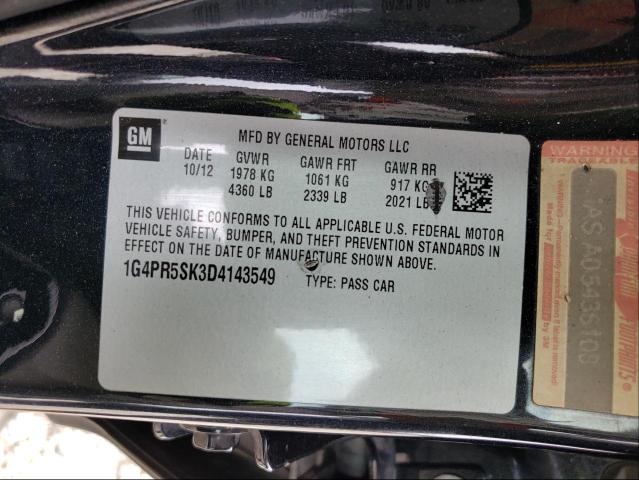 GM
MFD BY GENERAL MOTORS LLC
DATE GVWR GAWR FRT GAWR RR
10/12 1978 KG 1061 KG 917 KG
4360 LB 2339 LB 2021 LB
THIS VEHICLE CONFORMS TO ALL APPLICABLE U.S. FEDERAL MOTOR
VEHICLE SAFETY, BUMPER, AND THEFT PREVENTION STANDARDS IN
EFFECT ON THE DATE OF MANUFACTURE SHOWN ABOVE.
1G4PR5SK3D4143549 TYPE: PASS CAR
WARNING
TRACEABLE